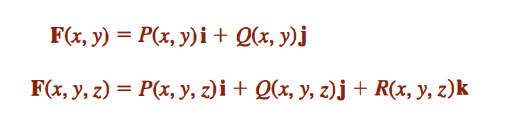 F(x, y) = P(x, y)i + Q(x, y)j
F(x, y, z) = P(x, y, z)i + Q(x, y, z)j + R(x, y, z)k